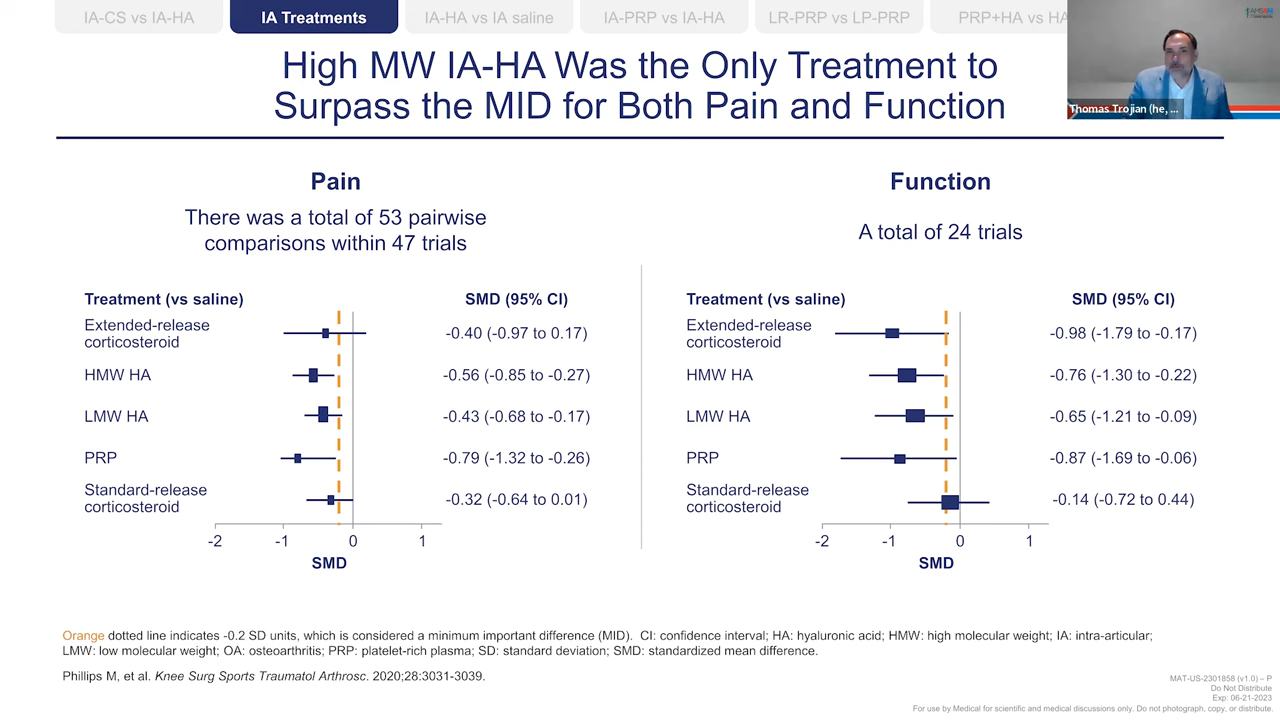 IA-CS vs IA-HA
IA Treatments
IA-HA vs IA saline
IA-PRP vs IA-HA
LR-PRP vs LP-PRP
PRP+HA vs HA
High MW IA-HA Was the Only Treatment to
Surpass the MID for Both Pain and Function
Thomas Trojian (he, ...
Pain
There was a total of 53 pairwise
comparisons within 47 trials
Treatment (vs saline)
SMD (95% CI)
Extended-release
corticosteroid
-0.40 (-0.97 to 0.17)
HMW HA
-0.56 (-0.85 to -0.27)
LMW HA
-0.43 (-0.68 to -0.17)
PRP
-0.79 (-1.32 to -0.26)
Standard-release
corticosteroid
-0.32 (-0.64 to 0.01)
-2 -1 0 1
SMD
Function
A total of 24 trials
Treatment (vs saline)
SMD (95% CI)
Extended-release
corticosteroid
-0.98 (-1.79 to -0.17)
HMW HA
-0.76 (-1.30 to -0.22)
LMW HA
-0.65 (-1.21 to -0.09)
PRP
-0.87 (-1.69 to -0.06)
Standard-release
corticosteroid
-0.14 (-0.72 to 0.44)
-2 -1 0 1
SMD
Orange dotted line indicates -0.2 SD units, which is considered a minimum important difference (MID). CI: confidence interval; HA: hyaluronic acid; HMW: high molecular weight; IA: intra-articular;
LMW: low molecular weight; OA: osteoarthritis; PRP: platelet-rich plasma; SD: standard deviation; SMD: standardized mean difference.
Phillips M, et al. Knee Surg Sports Traumatol Arthrosc. 2020;28:3031-3039.
MAT-US-2301858 (v1.0) – P
Do Not Distribute
Exp: 06-21-2023
For use by Medical for scientific and medical discussions only. Do not photograph, copy, or distribute.